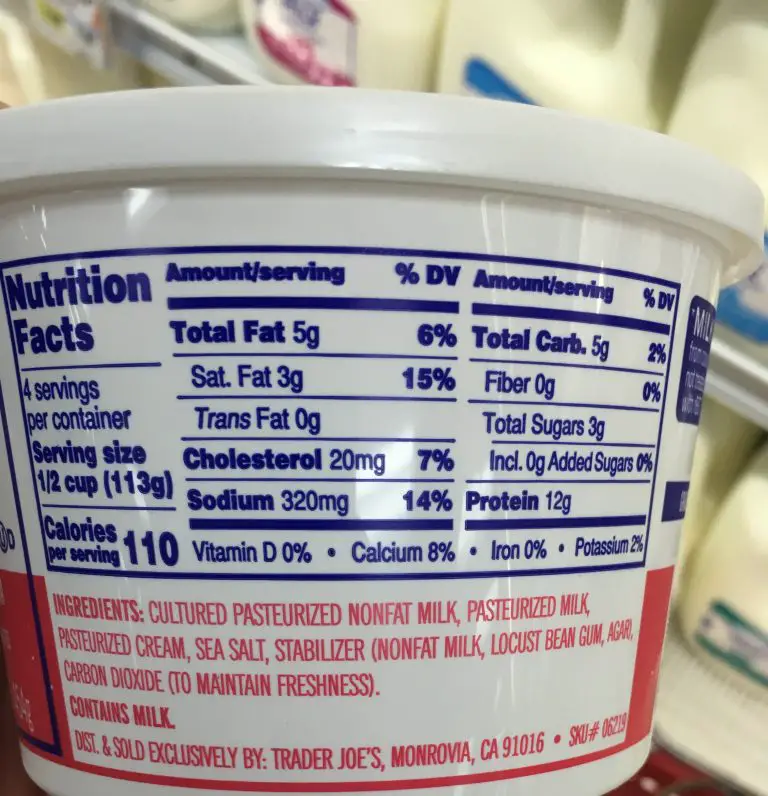 Nutrition
Facts
4 servings
per container
Serving size
1/2 cup (113g)
Calories
per serving 110
Amount/serving % DV
Total Fat 5g 6%
Sat. Fat 3g 15%
Trans Fat 0g
Cholesterol 20mg 7%
Sodium 320mg 14%
Amount/serving % DV
Total Carb. 5g 2%
Fiber 0g 0%
Total Sugars 3g
Incl. 0g Added Sugars 0%
Protein 12g
Vitamin D 0% • Calcium 8% • Iron 0% • Potassium 2%
INGREDIENTS: CULTURED PASTEURIZED NONFAT MILK, PASTEURIZED MILK,
PASTEURIZED CREAM, SEA SALT, STABILIZER (NONFAT MILK, LOCUST BEAN GUM, AGAR),
CARBON DIOXIDE (TO MAINTAIN FRESHNESS).
CONTAINS MILK.
DIST. & SOLD EXCLUSIVELY BY: TRADER JOE'S, MONROVIA, CA 91016 • SKU# 06219